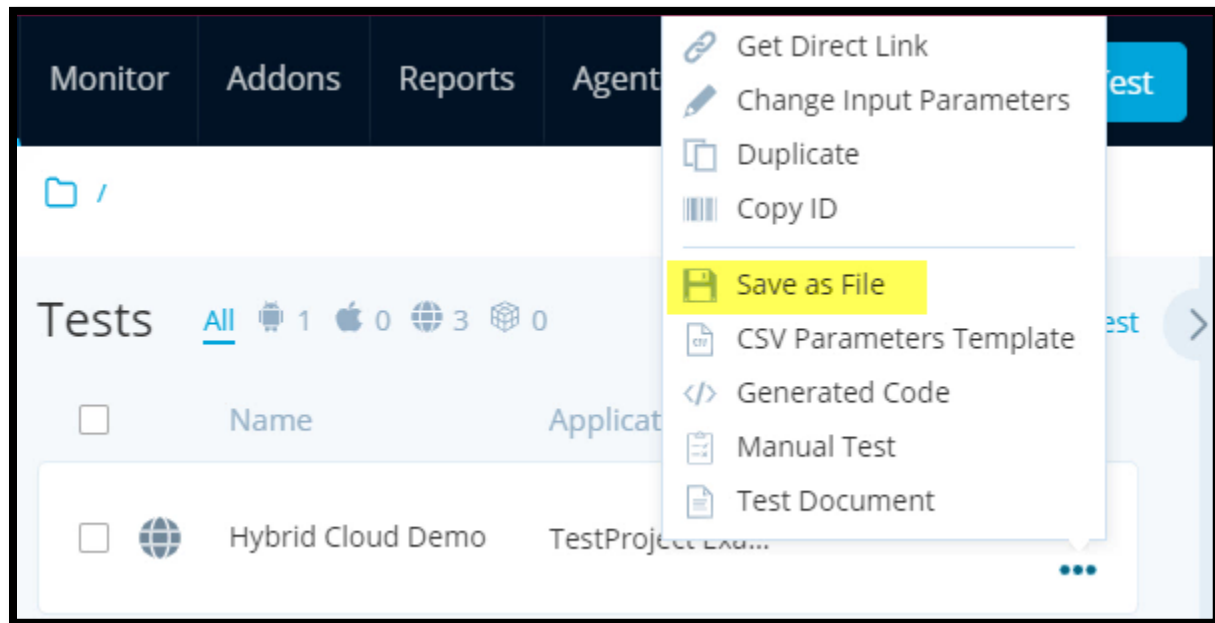 Monitor Addons Reports Agent
Get Direct Link
Change Input Parameters
Duplicate
Copy ID
Save as File
CSV Parameters Template
Generated Code
Manual Test
Test Document
/
Tests All 1 0 3 0
Name
Hybrid Cloud Demo TestProject